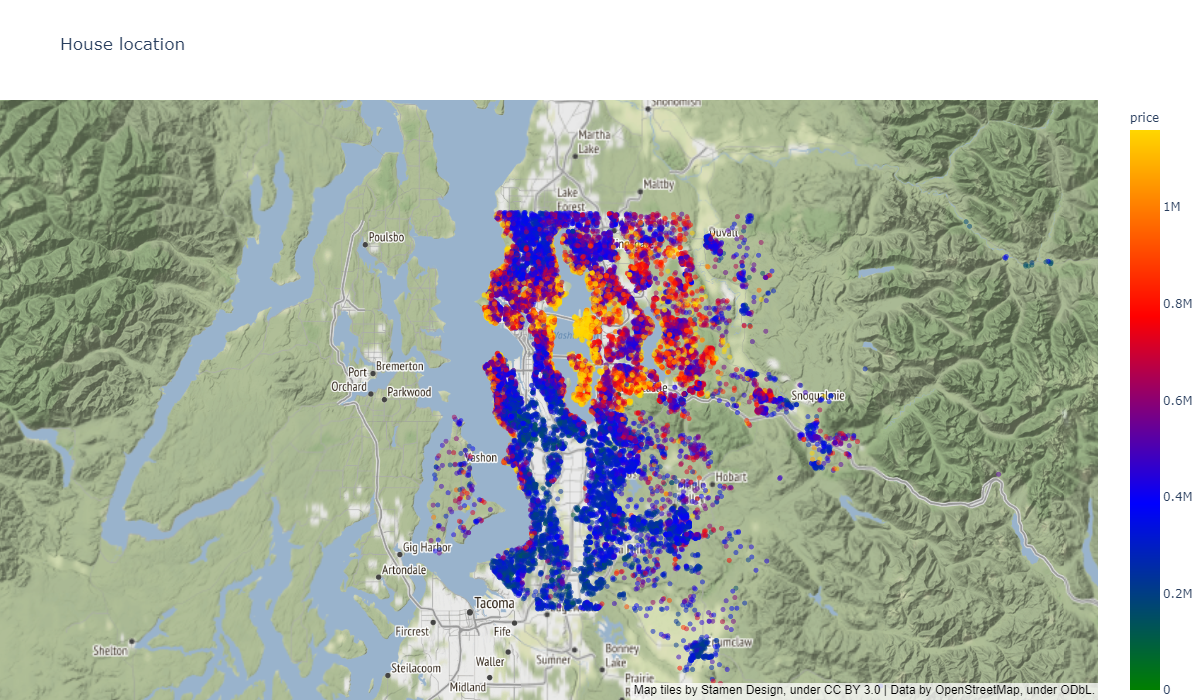 House location
price
Snohomish
Martha
Lake
Maltby
Lake
Forest
1M
Duvall
Poulsbo
0.8M
Bremerton
Port
Orchard
Parkwood
Snoqualmie
0.6M
Vashon
Hobart
0.4M
Gig Harbor
Artondale
0.2M
Tacoma
Fircrest
Fife
Shelton
Waller
Sumner
Bonney
Lake
Steilacoom
Midland
Prairie
0
Map tiles by Stamen Design, under CC BY 3.0 | Data by OpenStreetMap, under ODbL.